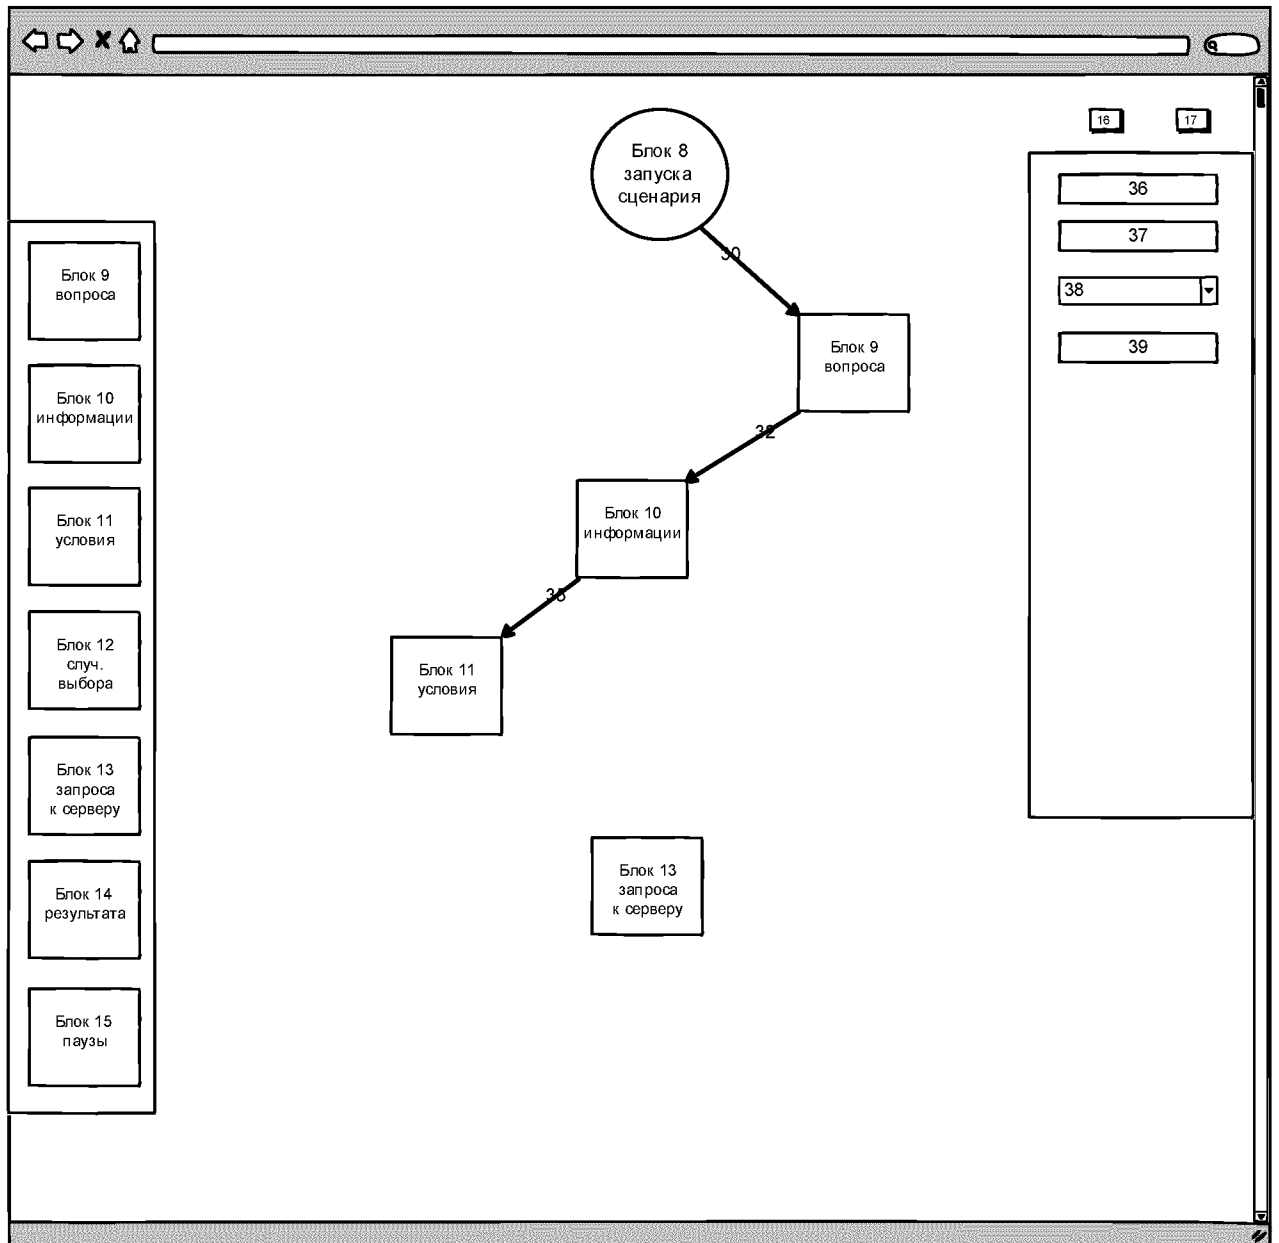 16
17
Блок 8
запуска
сценария
30
36
37
38
39
Блок 9
вопроса
Блок 10
информации
Блок 11
условия
Блок 12
случ.
выбора
Блок 13
запроса
к серверу
Блок 14
результата
Блок 15
паузы
Блок 9
вопроса
32
Блок 10
информации
Блок 11
условия
Блок 13
запроса
к серверу